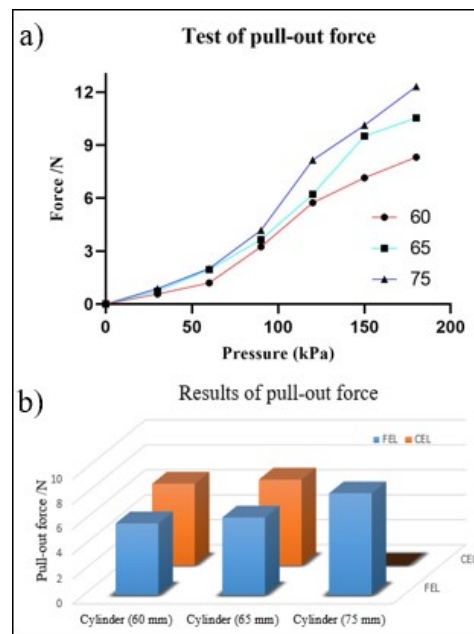 a)
Test of pull-out force
Force /N
12
9
6
3
0
0 50 100 150 200
Pressure (kPa)
60
65
75
b)
Results of pull-out force
FEL CEL
Pull-out force /N
10
8
6
4
2
0
Cylinder (60 mm) Cylinder (65 mm) Cylinder (75 mm)
FEL
CEL